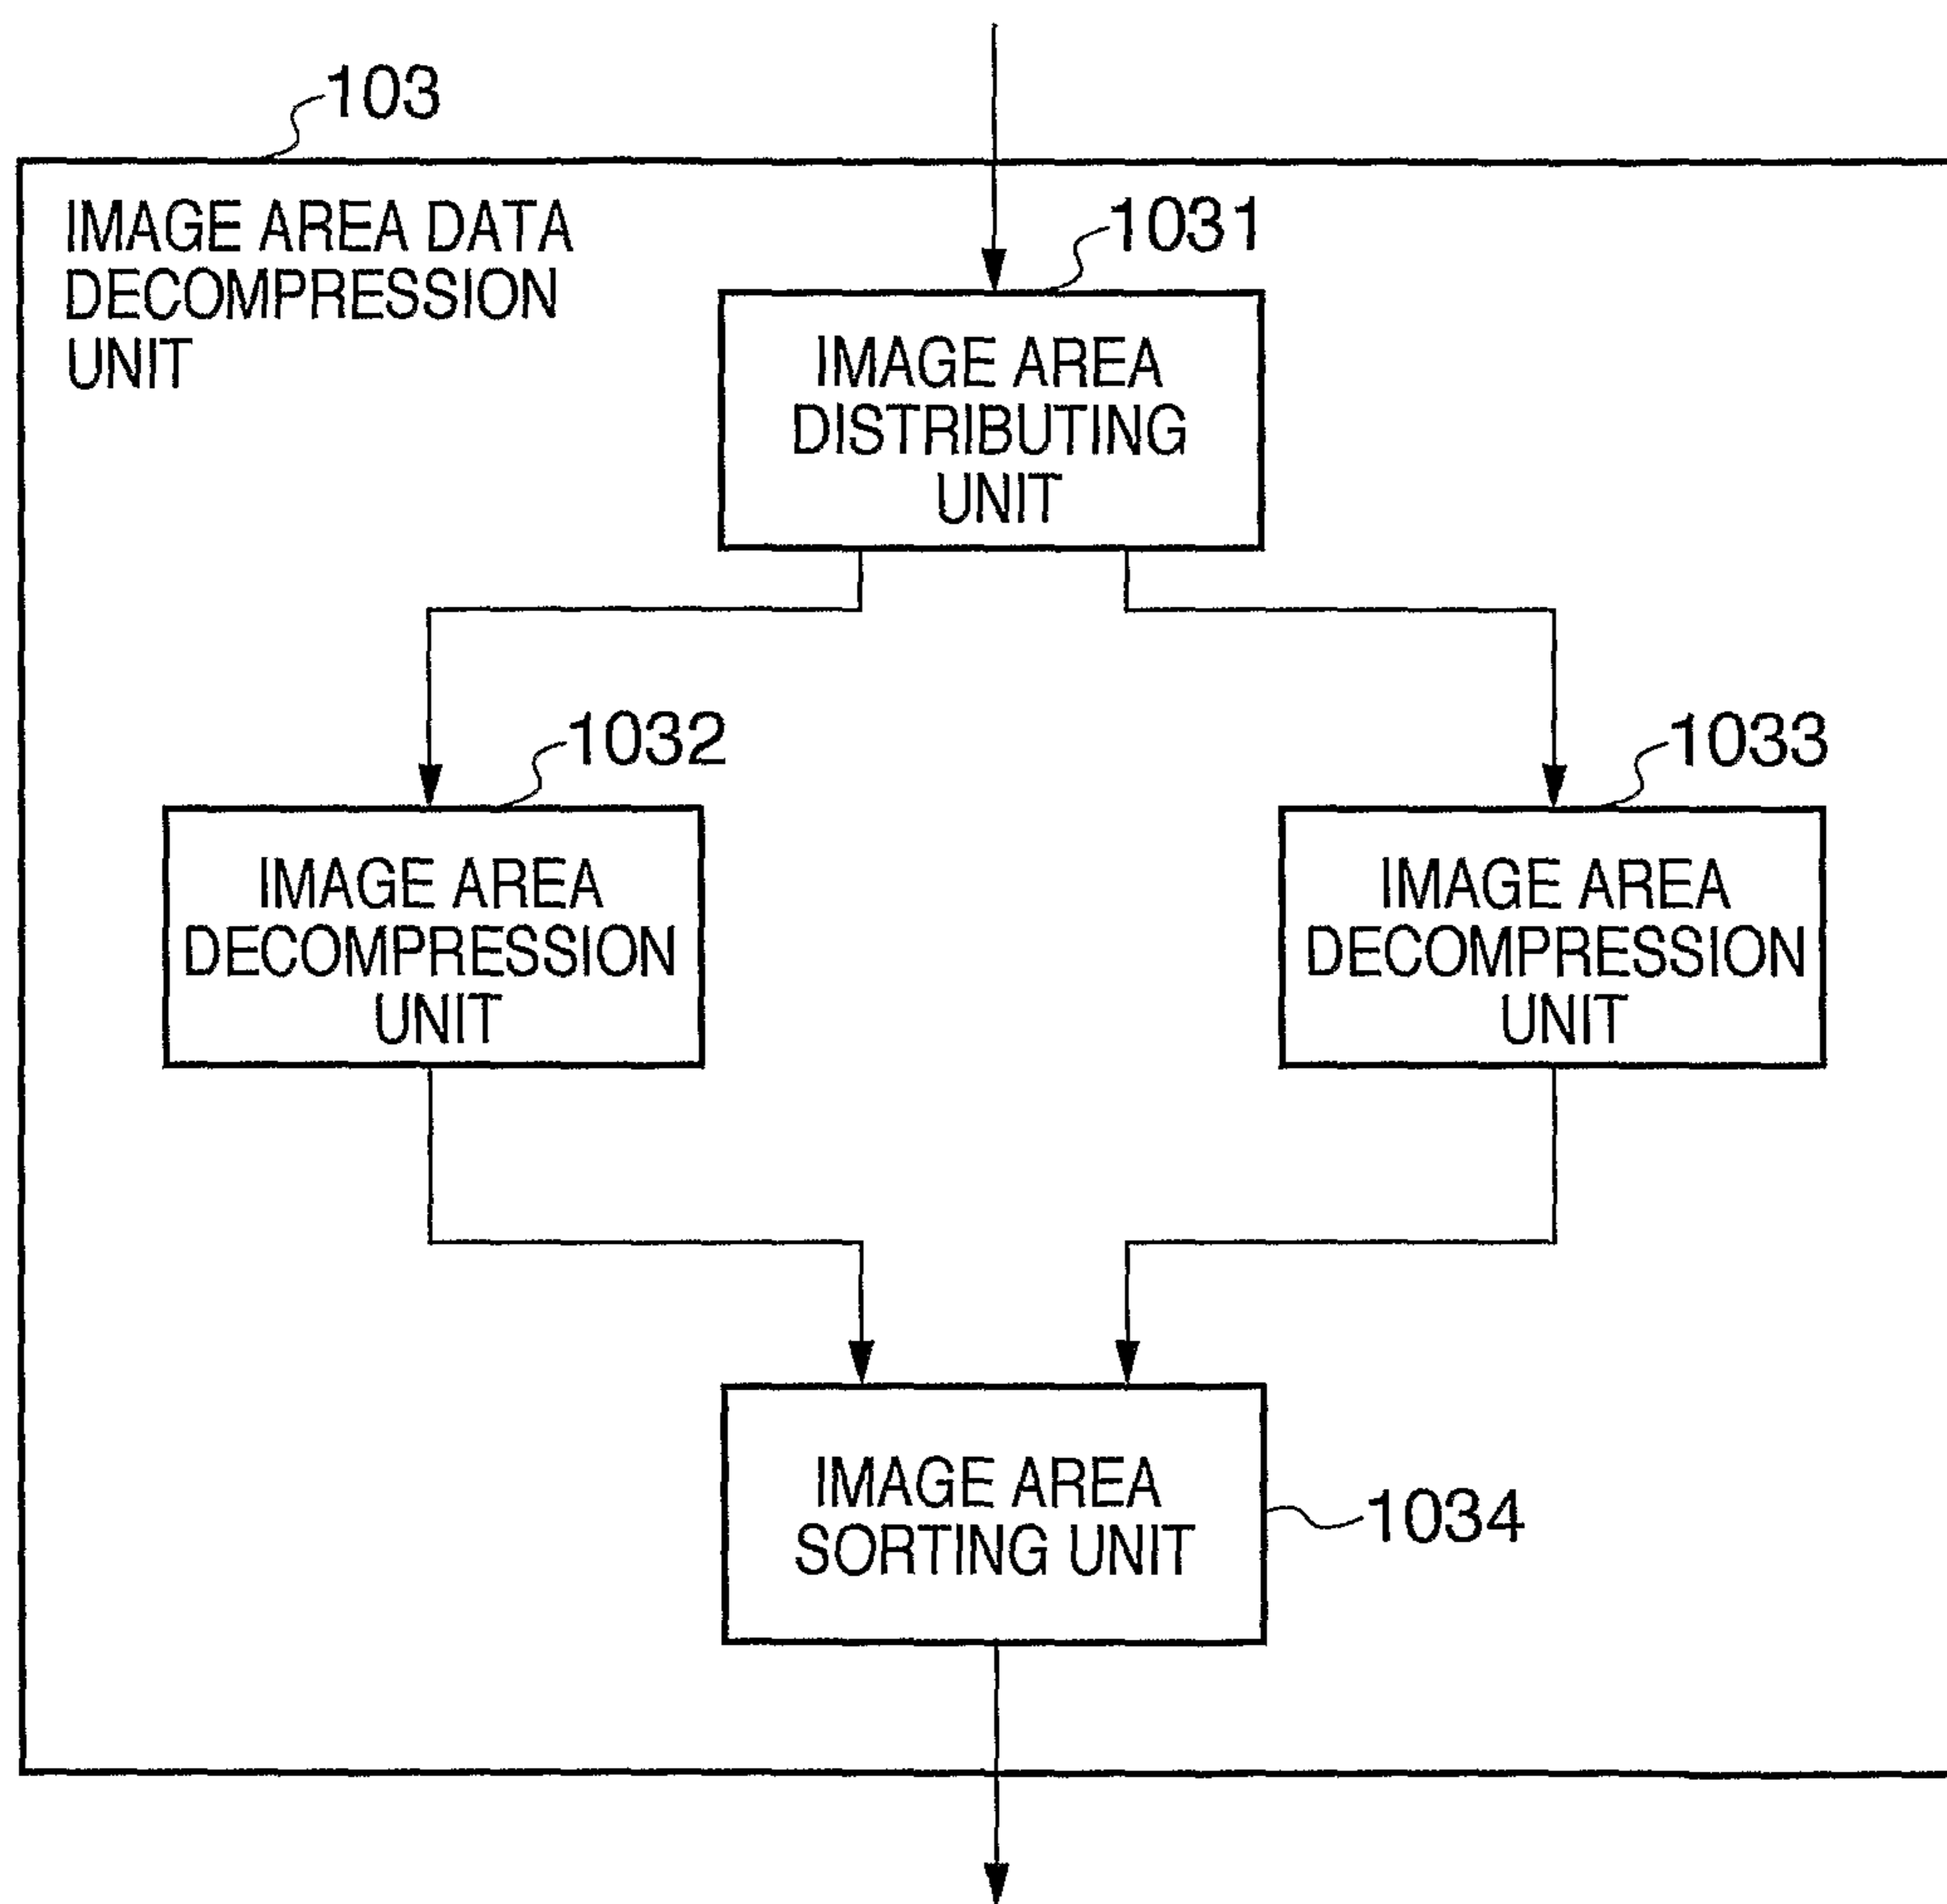 103
IMAGE AREA DATA
DECOMPRESSION
UNIT
1031
IMAGE AREA
DISTRIBUTING
UNIT
1032
IMAGE AREA
DECOMPRESSION
UNIT
1033
IMAGE AREA
DECOMPRESSION
UNIT
IMAGE AREA
SORTING UNIT
1034